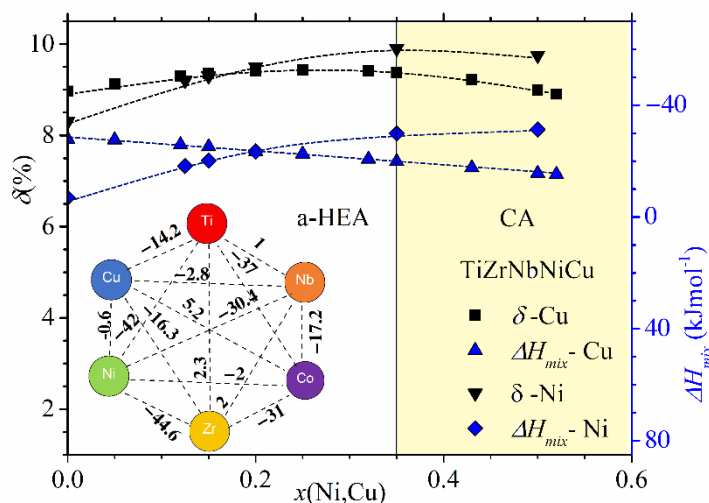 10
8
6
4
2
δ(%)
0.0
0.2
0.4
0.6
x(Ni,Cu)
−40
0
40
80
ΔH_mix (kJmol⁻¹)
a-HEA
CA
TiZrNbNiCu
δ -Cu
ΔH_mix- Cu
δ -Ni
ΔH_mix- Ni
Ti
Cu
Nb
Ni
Co
Zr
−14.2
1
−37
−2.8
−30.4
5.2
−0.6
−42
−16.3
−17.2
2.3
−2
2
−44.6
−31